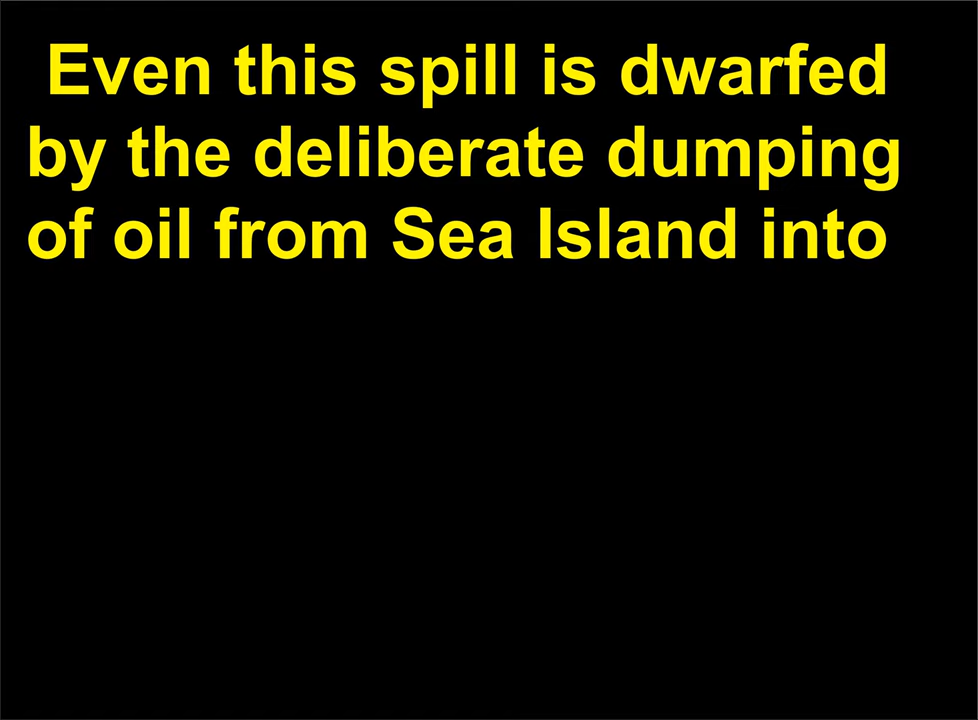 Even this spill is dwarfed
by the deliberate dumping
of oil from Sea Island into